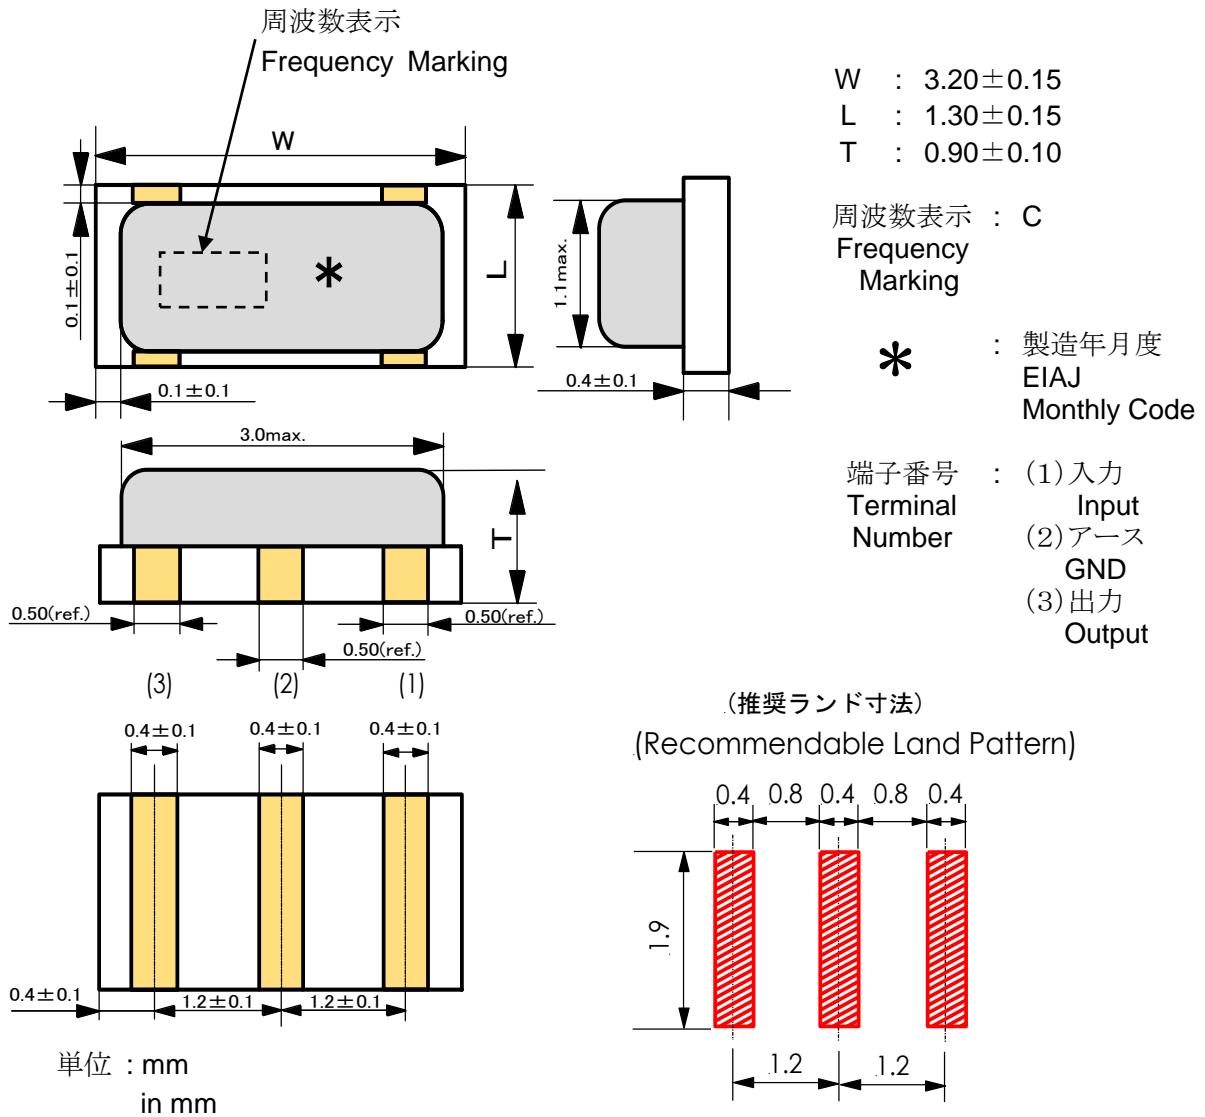 周波数表示
Frequency Marking
W
L
0.1±0.1
0.1±0.1
1.1max.
0.4±0.1
W : 3.20±0.15
L : 1.30±0.15
T : 0.90±0.10
周波数表示 : C
Frequency
Marking
* : 製造年月度
EIAJ
Monthly Code
端子番号 : (1)入力
Terminal Input
Number (2)アース
GND
(3)出力
Output
3.0max.
T
0.50(ref.)
0.50(ref.)
0.50(ref.)
(3) (2) (1)
0.4±0.1 0.4±0.1 0.4±0.1
0.4±0.1 1.2±0.1 1.2±0.1
単位 : mm
in mm
(推奨ランド寸法)
(Recommendable Land Pattern)
0.4 0.8 0.4 0.8 0.4
1.9
1.2 1.2